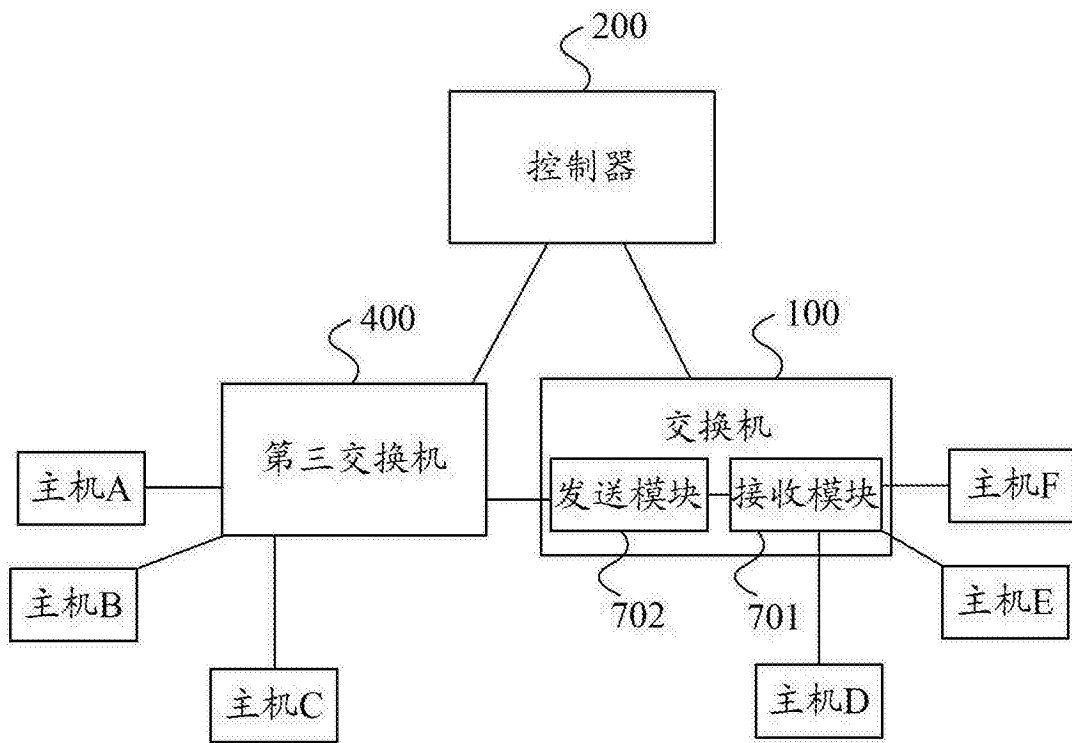 200
控制器
400
100
第三交换机
交换机
主机A
发送模块
接收模块
主机F
主机B
702
701
主机E
主机C
主机D